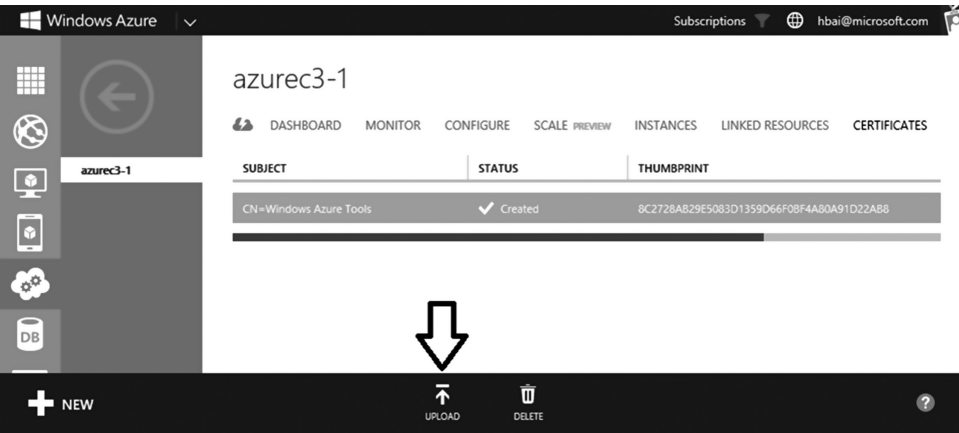 Windows Azure
Subscriptions hbai@microsoft.com
azurec3-1
DASHBOARD MONITOR CONFIGURE SCALE PREVIEW INSTANCES LINKED RESOURCES CERTIFICATES
azurec3-1
SUBJECT STATUS THUMBPRINT
CN=Windows Azure Tools Created 8C2728AB29E5083D1359D66F0BF4A80A91D22AB8
DB
NEW
UPLOAD DELETE
?